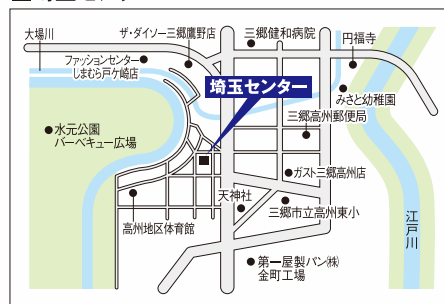 大場川
ザ・ダイソー三郷鷹野店
三郷健和病院
円福寺
ファッションセンター
しまむら戸ケ崎店
埼玉センター
みさと幼稚園
水元公園
バーベキュー広場
三郷高州郵便局
ガスト三郷高州店
天神社
三郷市立高州東小
高州地区体育館
江戸川
第一屋製パン㈱
金町工場